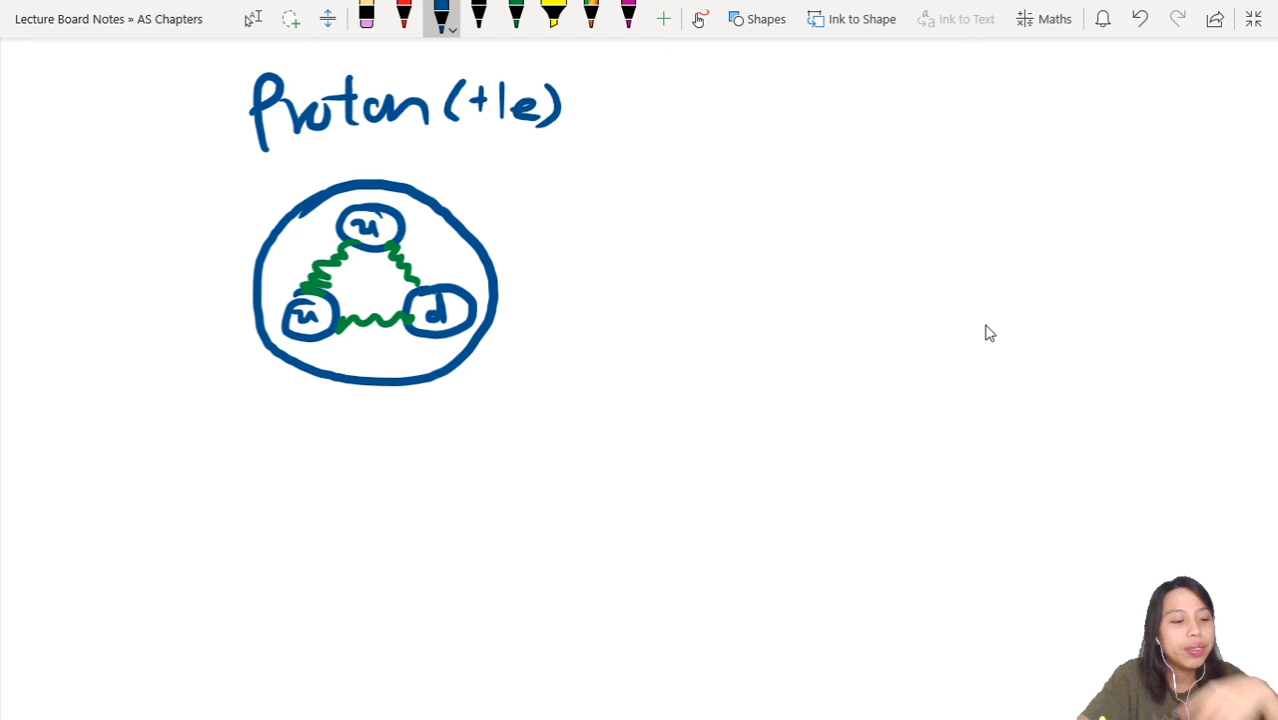 Lecture Board Notes » AS Chapters
Shapes
Ink to Shape
Ink to Text
Maths
Proton (+1e)
u
u
d